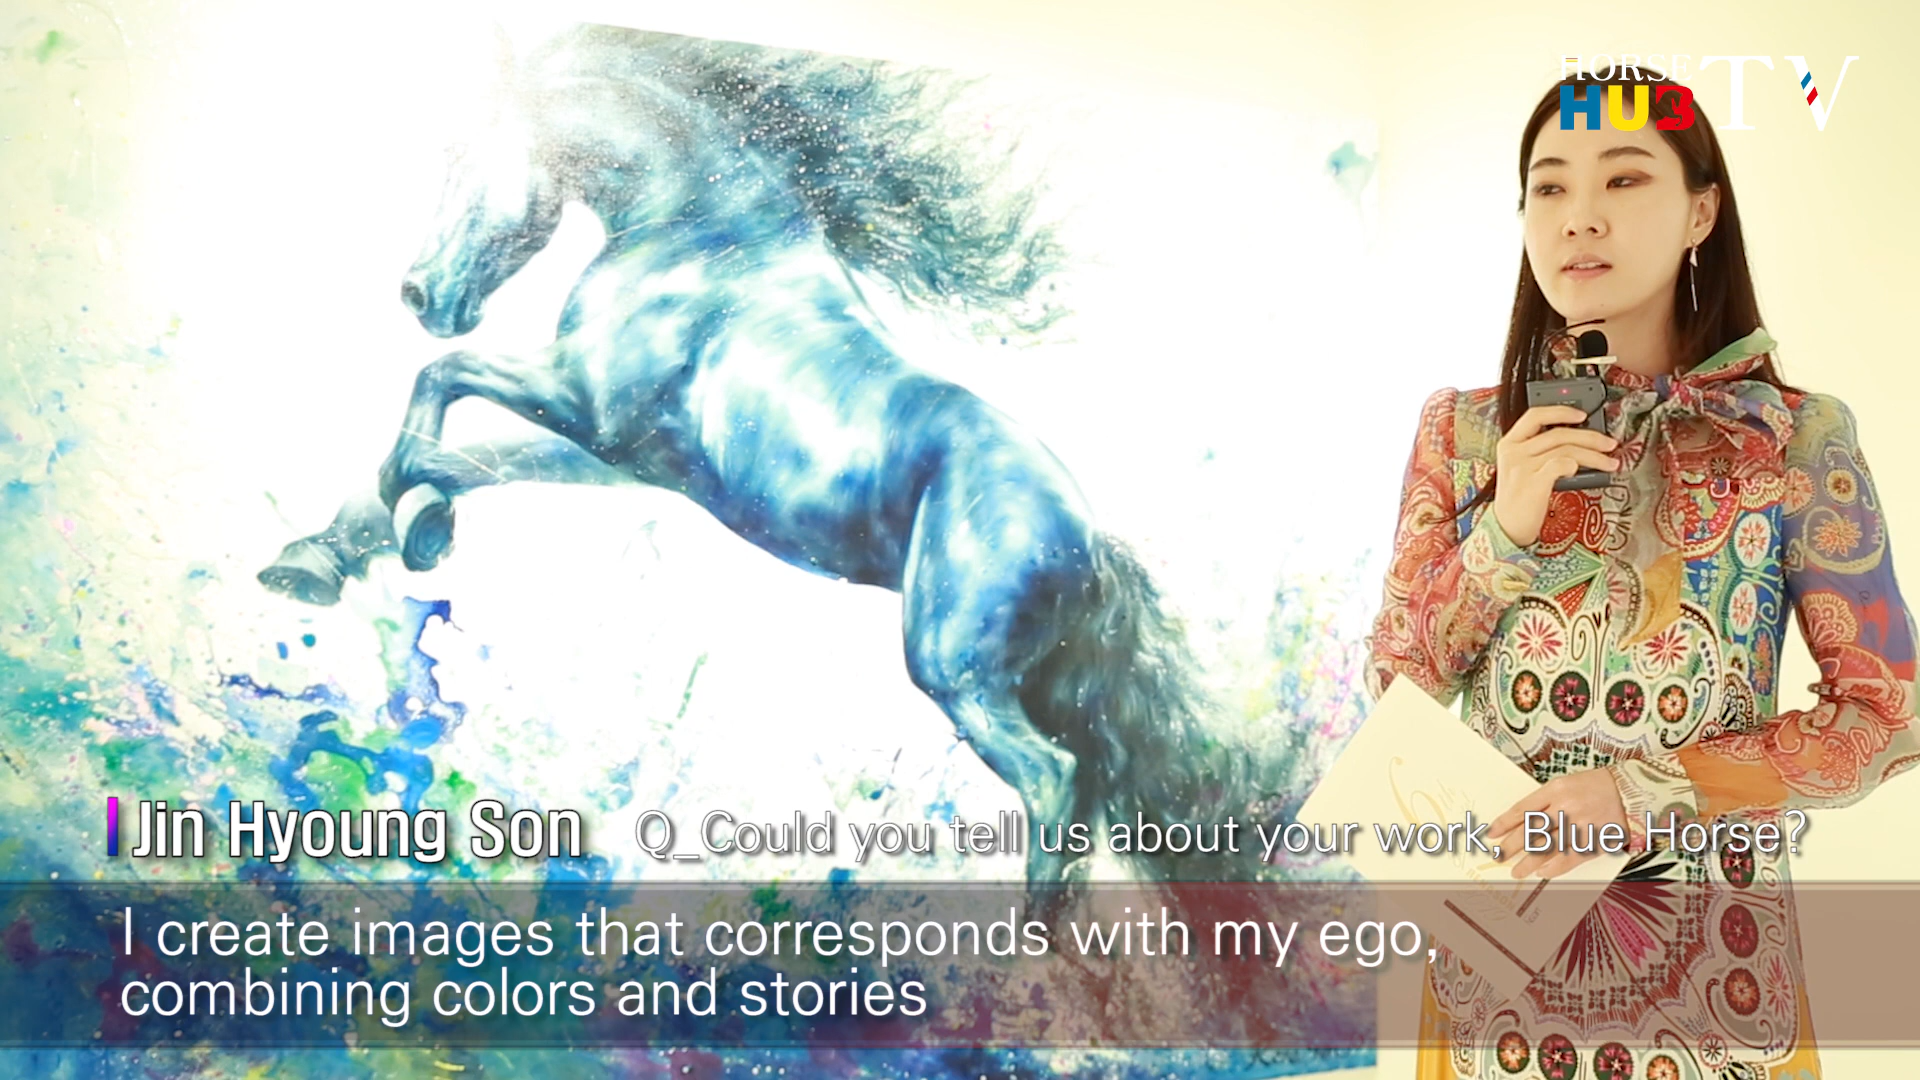 HORSE
HUB TV
Jin Hyoung Son
Q_Could you tell us about your work, Blue Horse?
I create images that corresponds with my ego,
combining colors and stories